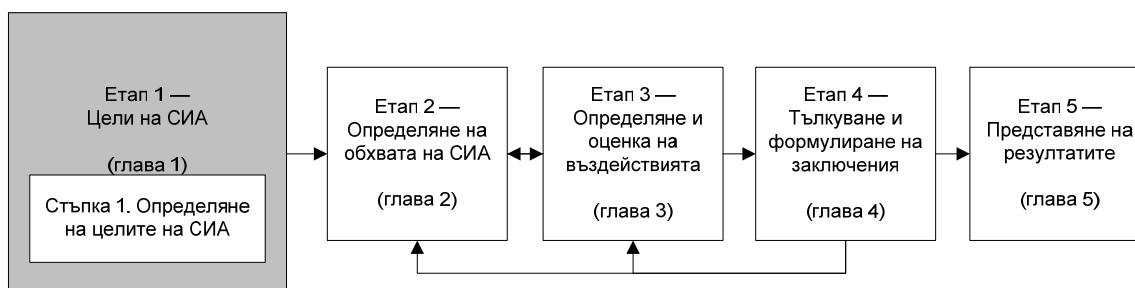 Етап 1 —
Цели на СИА
(глава 1)
Стъпка 1. Определяне
на целите на СИА
Етап 2 —
Определяне на
обхвата на СИА
(глава 2)
Етап 3 —
Определяне и
оценка на
въздействията
(глава 3)
Етап 4 —
Тълкуване и
формулиране на
заключения
(глава 4)
Етап 5 —
Представяне на
резултатите
(глава 5)